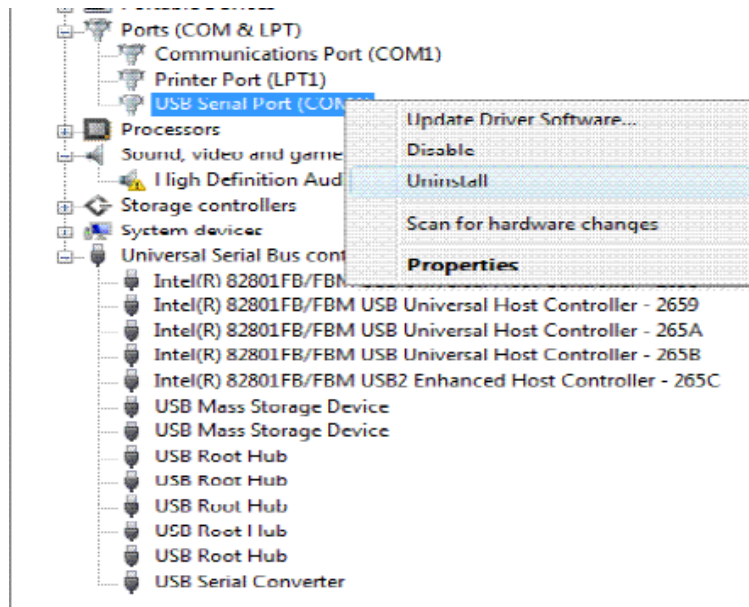 Ports (COM & LPT)
Communications Port (COM1)
Printer Port (LPT1)
USB Serial Port (COM
Update Driver Software...
Processors
Disable
Sound, video and game
High Definition Aud
Uninstall
Storage controllers
Scan for hardware changes
System devices
Universal Serial Bus cont
Properties
Intel(R) 82801FB/FBM
Intel(R) 82801FB/FBM USB Universal Host Controller - 2659
Intel(R) 82801FB/FBM USB Universal Host Controller - 265A
Intel(R) 82801FB/FBM USB Universal Host Controller - 265B
Intel(R) 82801FB/FBM USB2 Enhanced Host Controller - 265C
USB Mass Storage Device
USB Mass Storage Device
USB Root Hub
USB Root Hub
USB Root Hub
USB Root Hub
USB Root Hub
USB Serial Converter